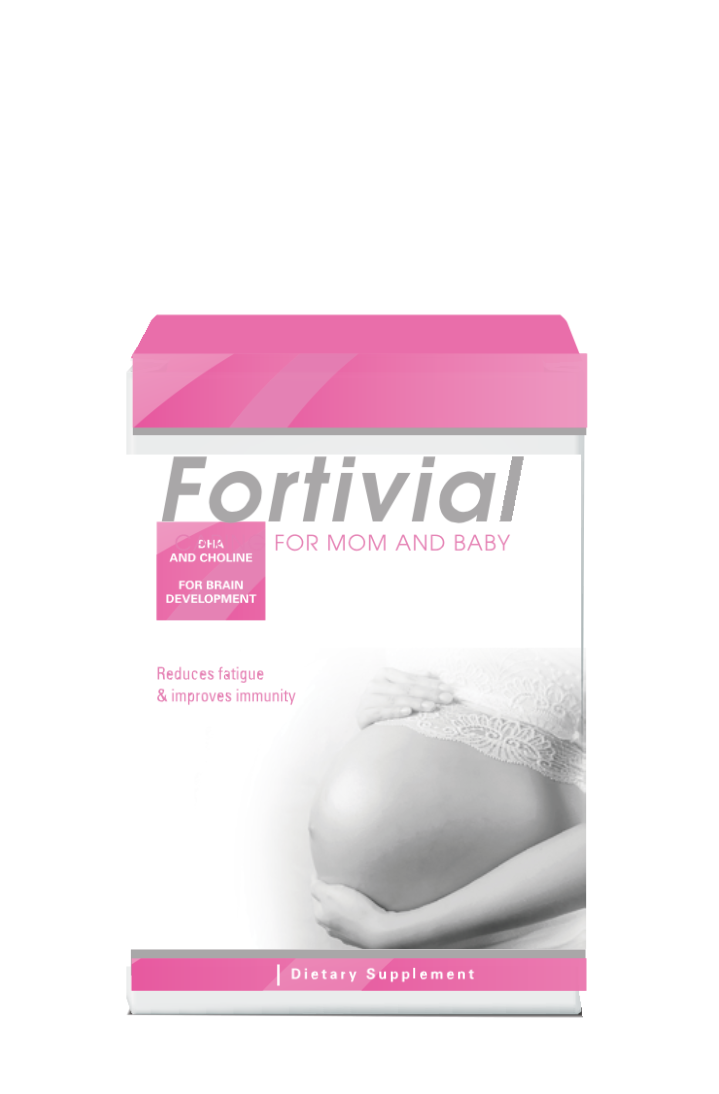 Fortivial
FOR MOM AND BABY
DHA
AND CHOLINE
FOR BRAIN
DEVELOPMENT
Reduces fatigue
& improves immunity
Dietary Supplement